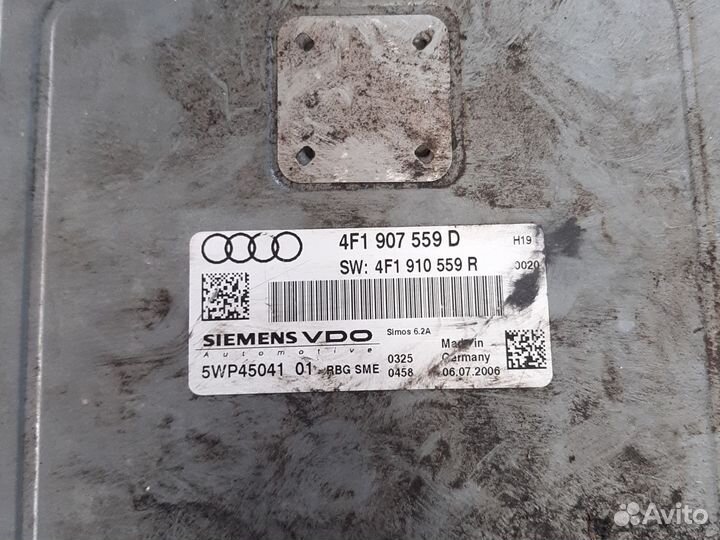 4F1 907 559 D H19
SW: 4F1 910 559 R 0020
SIEMENS VDO Simos 6.2A
Automotive
Made in
Germany
5WP45041 01 RBG SME
0325
0458
06.07.2006
Avito